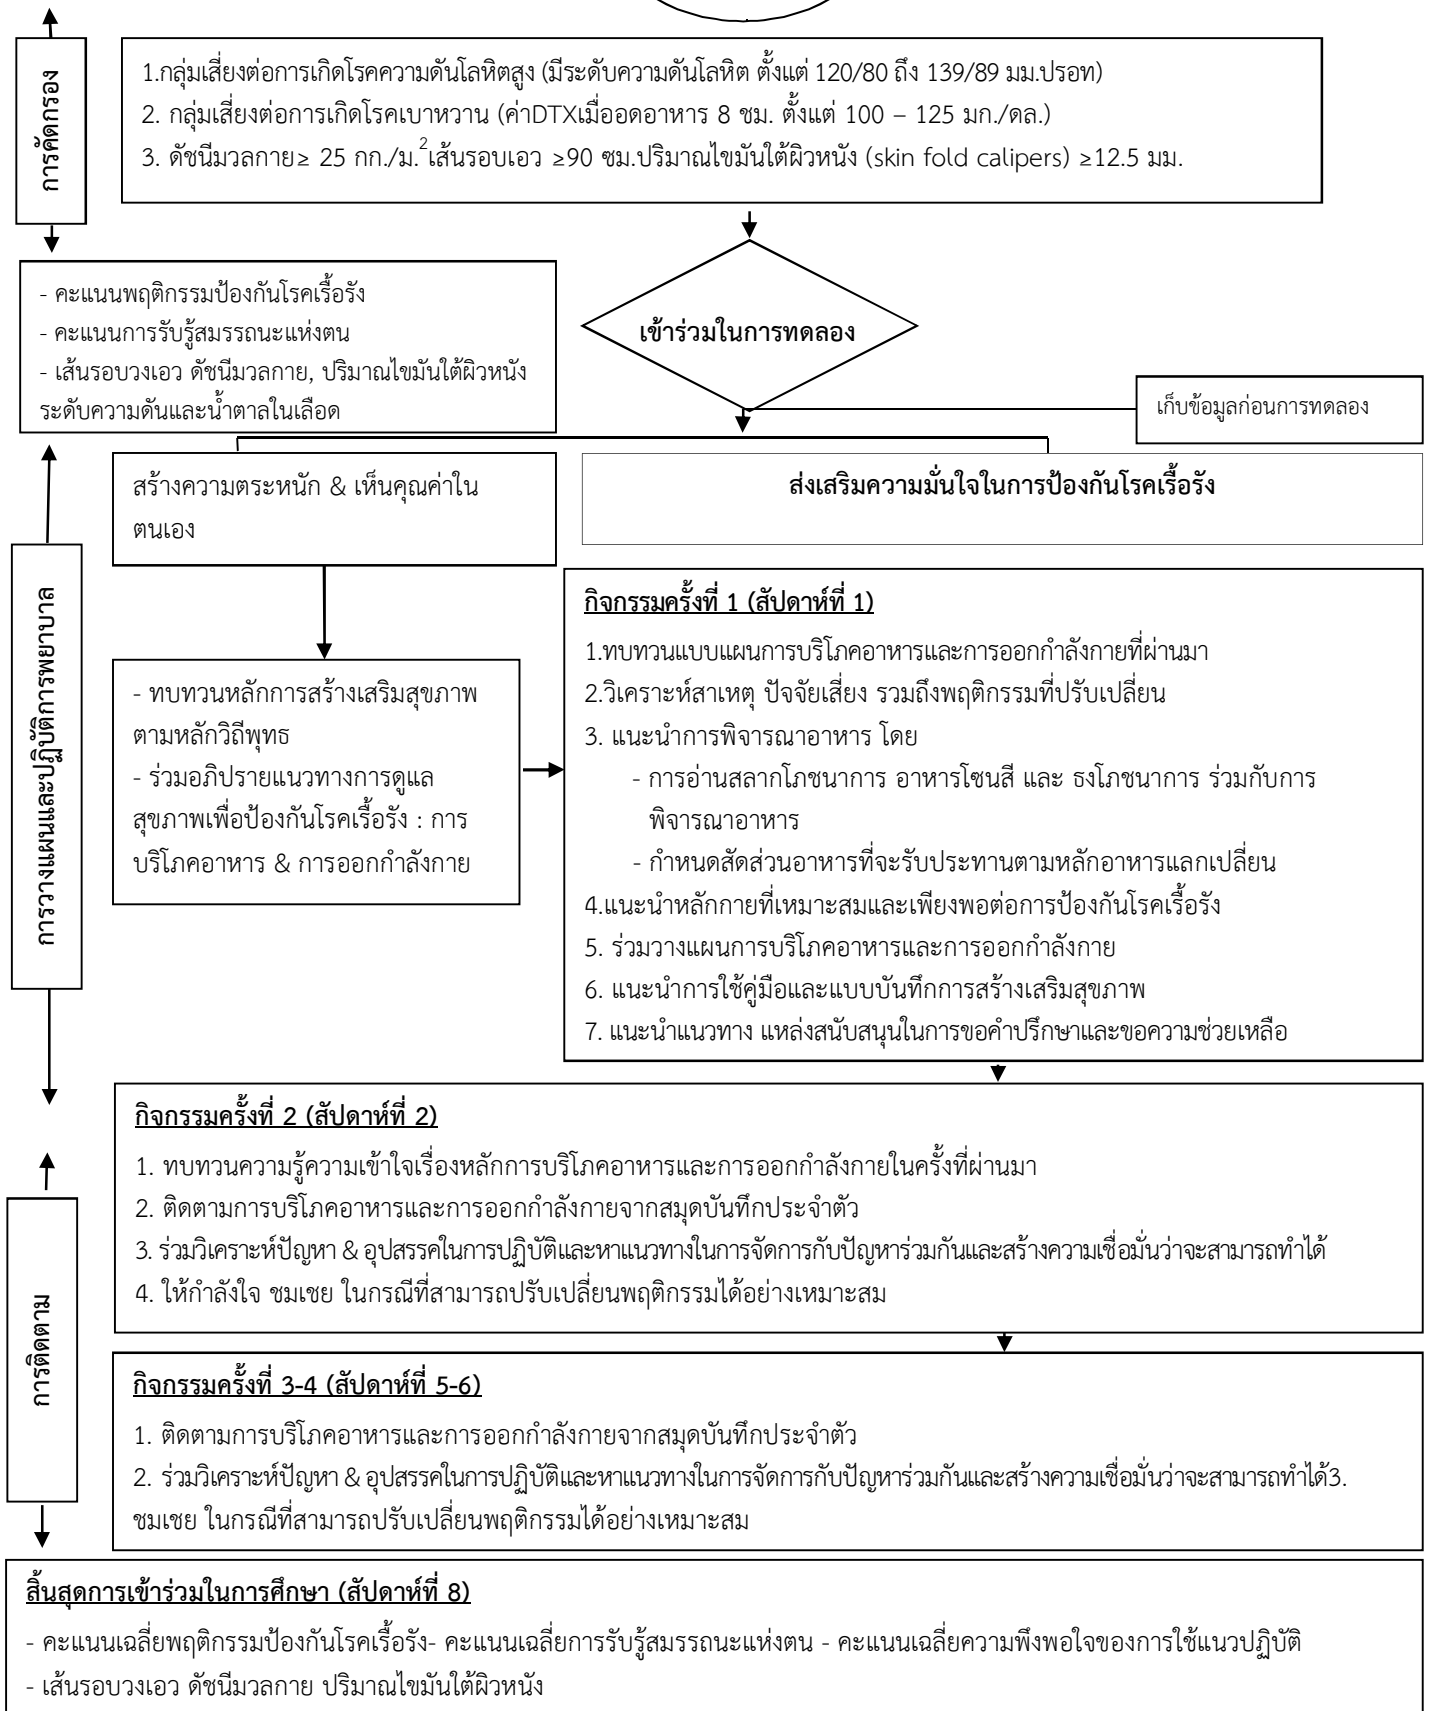 การคัดกรอง
1.กลุ่มเสี่ยงต่อการเกิดโรคความดันโลหิตสูง (มีระดับความดันโลหิต ตั้งแต่ 120/80 ถึง 139/89 มม.ปรอท)
2. กลุ่มเสี่ยงต่อการเกิดโรคเบาหวาน (ค่าDTXเมื่ออดอาหาร 8 ชม. ตั้งแต่ 100 – 125 มก./ดล.)
3. ดัชนีมวลกาย≥ 25 กก./ม.²เส้นรอบเอว ≥90 ซม.ปริมาณไขมันใต้ผิวหนัง (skin fold calipers) ≥12.5 มม.
- คะแนนพฤติกรรมป้องกันโรคเรื้อรัง
- คะแนนการรับรู้สมรรถนะแห่งตน
- เส้นรอบวงเอว ดัชนีมวลกาย, ปริมาณไขมันใต้ผิวหนัง
ระดับความดันและน้ำตาลในเลือด
เข้าร่วมในการทดลอง
เก็บข้อมูลก่อนการทดลอง
การวางแผนและปฏิบัติการพยาบาล
สร้างความตระหนัก & เห็นคุณค่าใน
ตนเอง
ส่งเสริมความมั่นใจในการป้องกันโรคเรื้อรัง
- ทบทวนหลักการสร้างเสริมสุขภาพ
ตามหลักวิถีพุทธ
- ร่วมอภิปรายแนวทางการดูแล
สุขภาพเพื่อป้องกันโรคเรื้อรัง : การ
บริโภคอาหาร & การออกกำลังกาย
กิจกรรมครั้งที่ 1 (สัปดาห์ที่ 1)
1.ทบทวนแบบแผนการบริโภคอาหารและการออกกำลังกายที่ผ่านมา
2.วิเคราะห์สาเหตุ ปัจจัยเสี่ยง รวมถึงพฤติกรรมที่ปรับเปลี่ยน
3. แนะนำการพิจารณาอาหาร โดย
- การอ่านสลากโภชนาการ อาหารโซนสี และ ธงโภชนาการ ร่วมกับการ
พิจารณาอาหาร
- กำหนดสัดส่วนอาหารที่จะรับประทานตามหลักอาหารแลกเปลี่ยน
4.แนะนำหลักกายที่เหมาะสมและเพียงพอต่อการป้องกันโรคเรื้อรัง
5. ร่วมวางแผนการบริโภคอาหารและการออกกำลังกาย
6. แนะนำการใช้คู่มือและแบบบันทึกการสร้างเสริมสุขภาพ
7. แนะนำแนวทาง แหล่งสนับสนุนในการขอคำปรึกษาและขอความช่วยเหลือ
การติดตาม
กิจกรรมครั้งที่ 2 (สัปดาห์ที่ 2)
1. ทบทวนความรู้ความเข้าใจเรื่องหลักการบริโภคอาหารและการออกกำลังกายในครั้งที่ผ่านมา
2. ติดตามการบริโภคอาหารและการออกกำลังกายจากสมุดบันทึกประจำตัว
3. ร่วมวิเคราะห์ปัญหา & อุปสรรคในการปฏิบัติและหาแนวทางในการจัดการกับปัญหาร่วมกันและสร้างความเชื่อมั่นว่าจะสามารถทำได้
4. ให้กำลังใจ ชมเชย ในกรณีที่สามารถปรับเปลี่ยนพฤติกรรมได้อย่างเหมาะสม
กิจกรรมครั้งที่ 3-4 (สัปดาห์ที่ 5-6)
1. ติดตามการบริโภคอาหารและการออกกำลังกายจากสมุดบันทึกประจำตัว
2. ร่วมวิเคราะห์ปัญหา & อุปสรรคในการปฏิบัติและหาแนวทางในการจัดการกับปัญหาร่วมกันและสร้างความเชื่อมั่นว่าจะสามารถทำได้3.
ชมเชย ในกรณีที่สามารถปรับเปลี่ยนพฤติกรรมได้อย่างเหมาะสม
สิ้นสุดการเข้าร่วมในการศึกษา (สัปดาห์ที่ 8)
- คะแนนเฉลี่ยพฤติกรรมป้องกันโรคเรื้อรัง- คะแนนเฉลี่ยการรับรู้สมรรถนะแห่งตน - คะแนนเฉลี่ยความพึงพอใจของการใช้แนวปฏิบัติ
- เส้นรอบวงเอว ดัชนีมวลกาย ปริมาณไขมันใต้ผิวหนัง